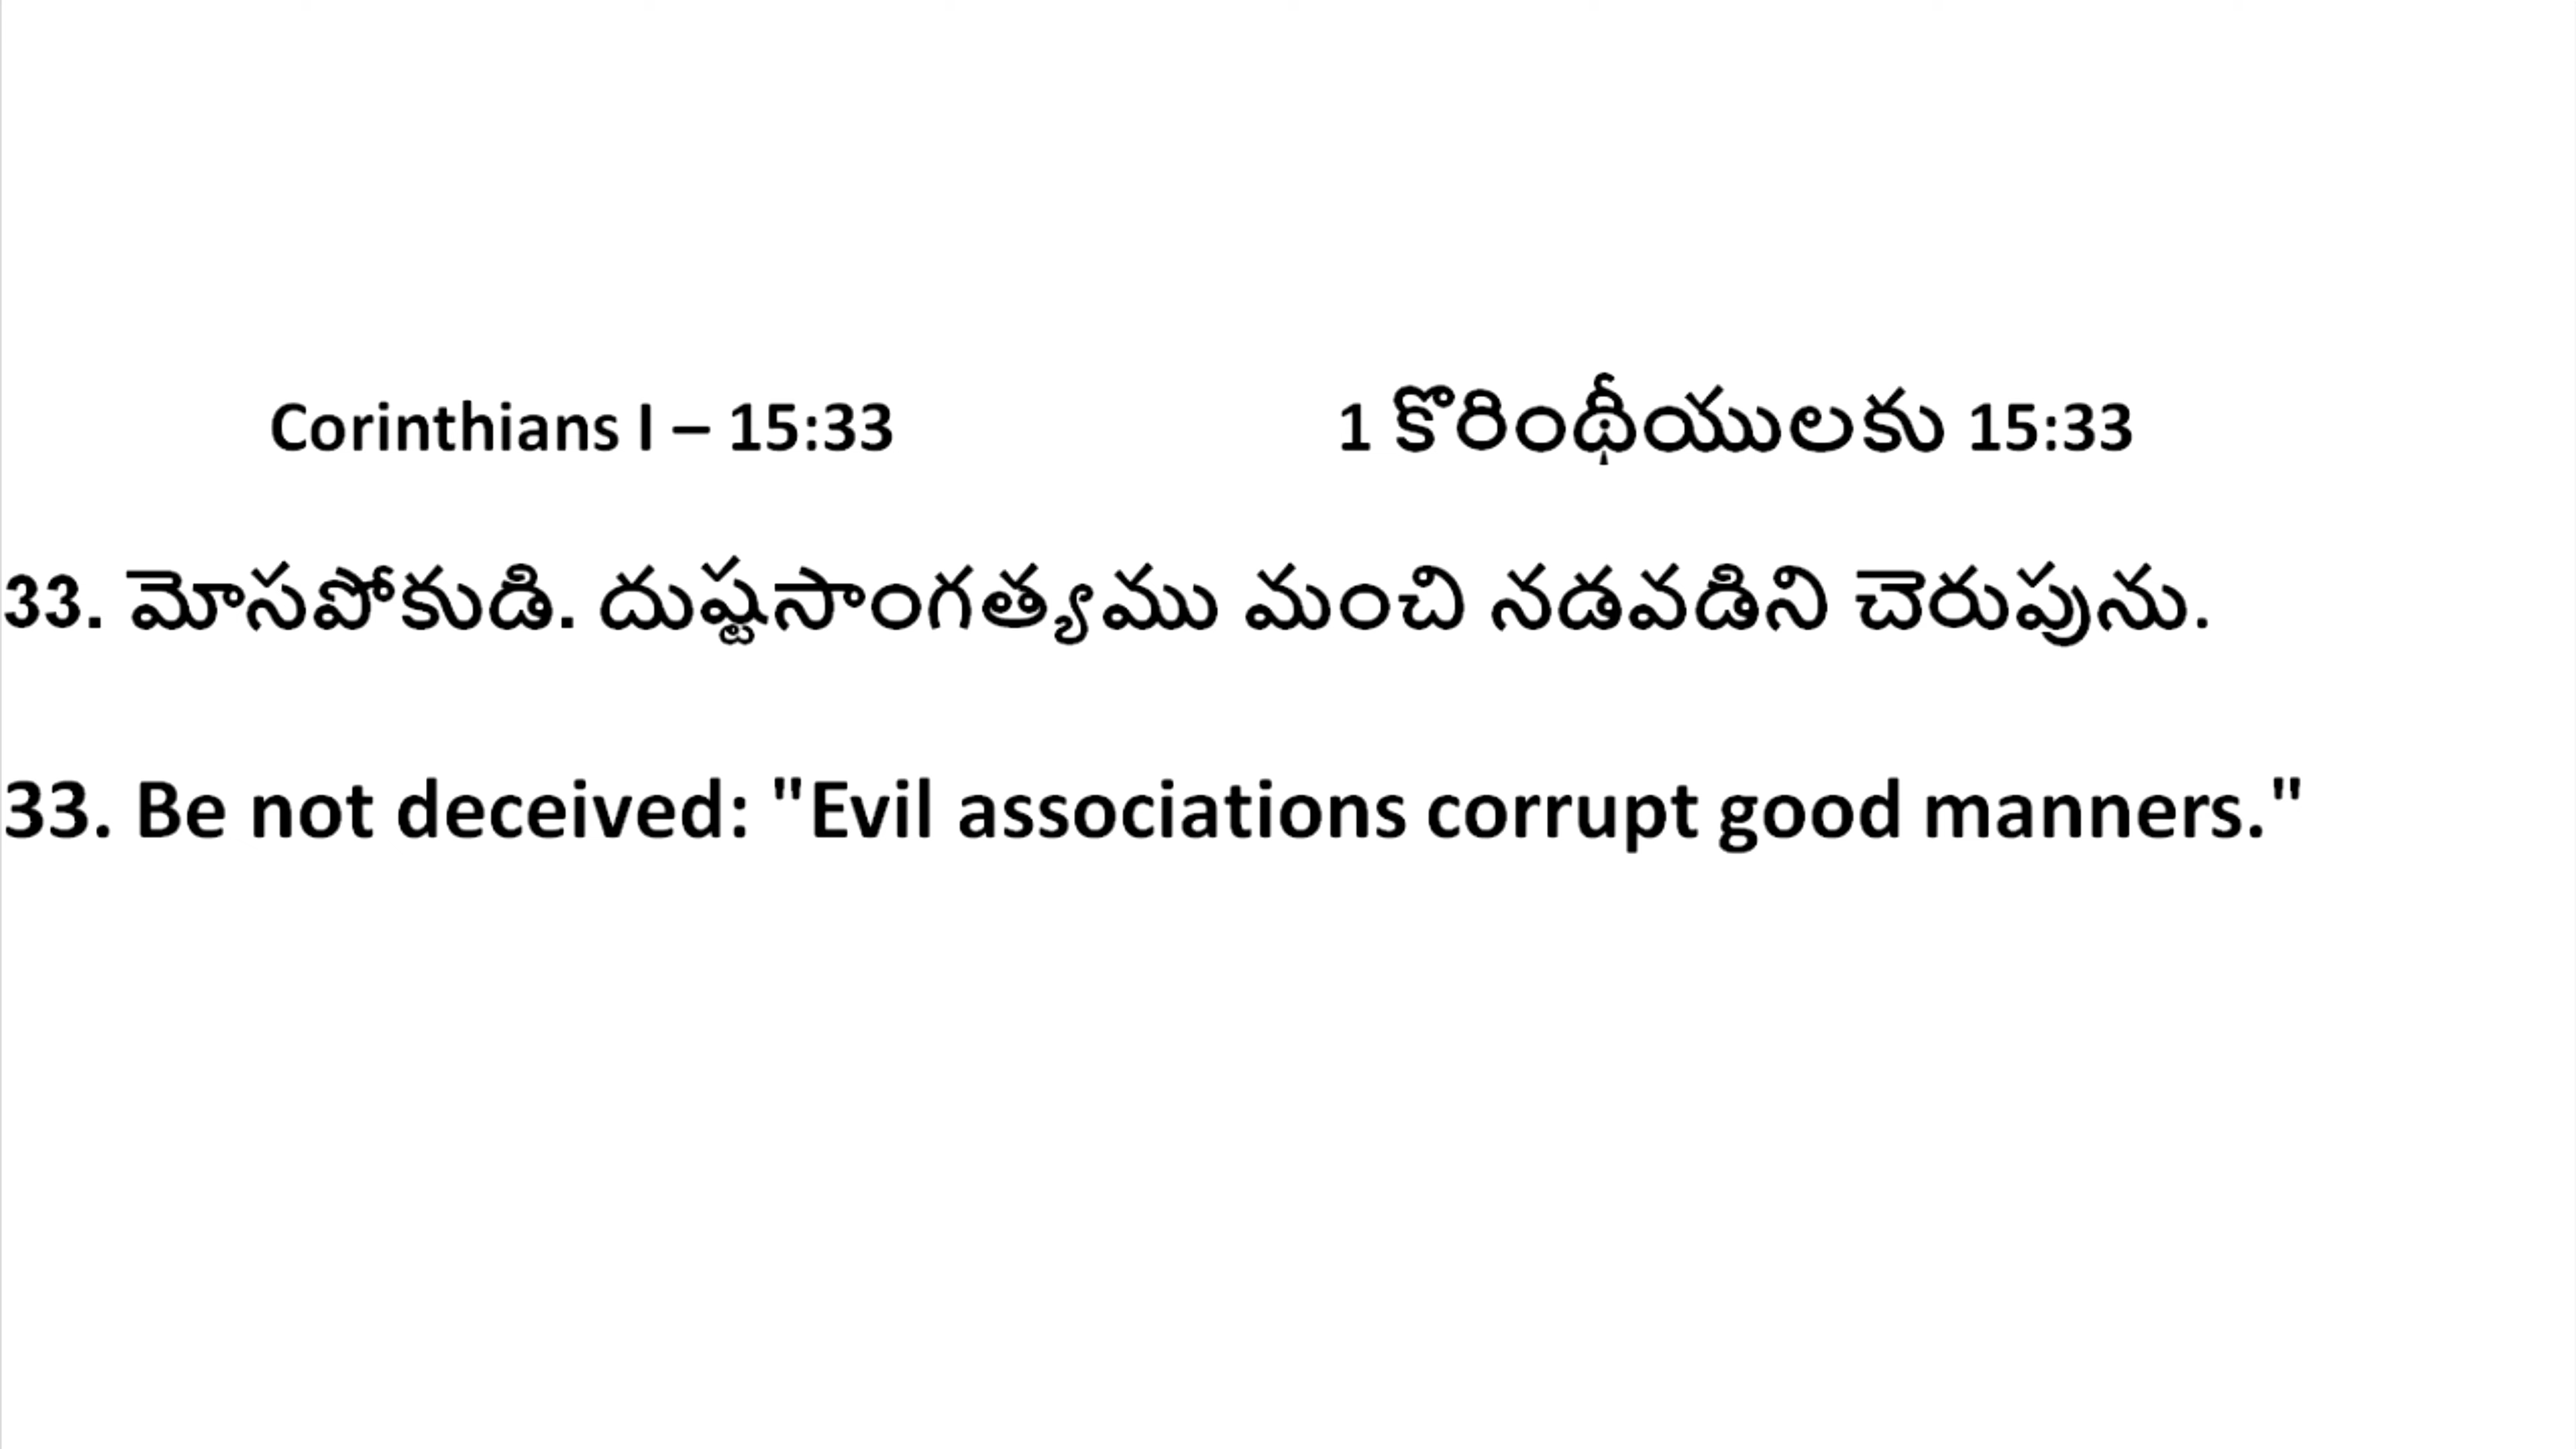 Corinthians I – 15:33 1 కొరింథీయులకు 15:33
33. మోసపోకుడి. దుష్టసాంగత్యము మంచి నడవడిని చెరుపును.
33. Be not deceived: "Evil associations corrupt good manners."